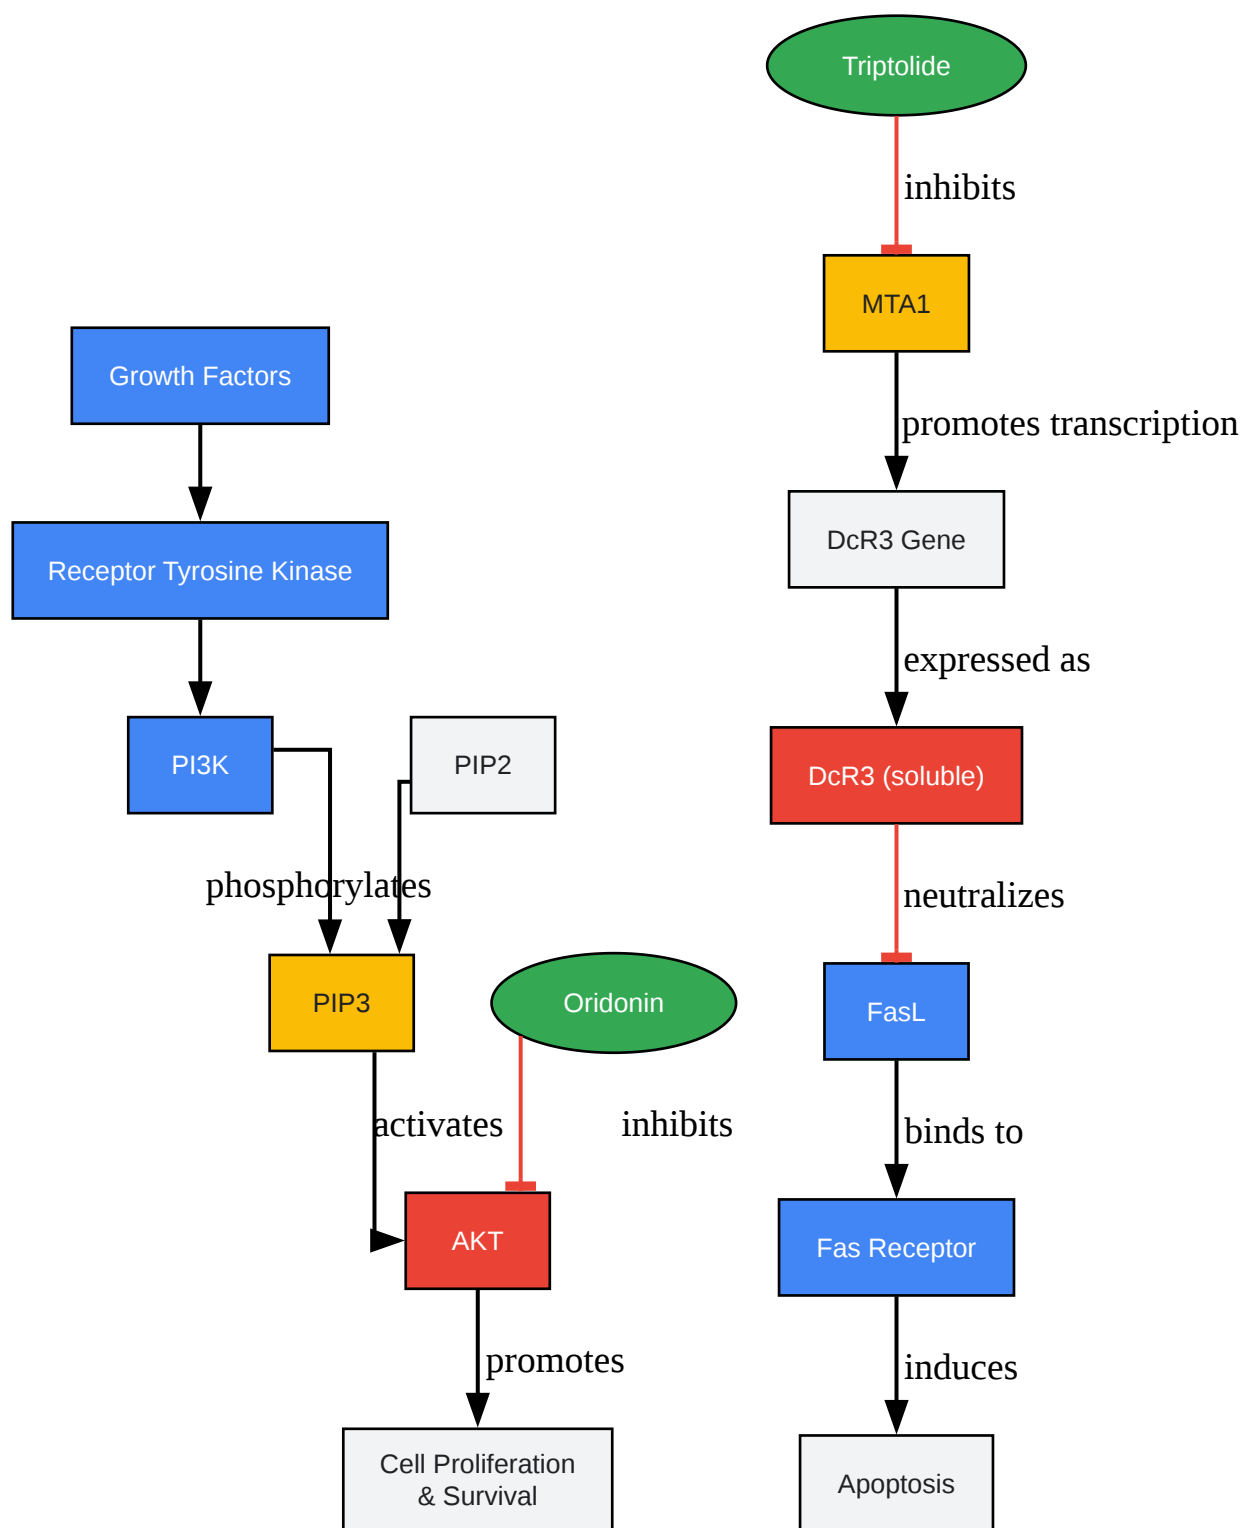 Triptolide
inhibits
MTA1
Growth Factors
promotes transcription
DcR3 Gene
Receptor Tyrosine Kinase
expressed as
PI3K
PIP2
DcR3 (soluble)
phosphorylates
neutralizes
PIP3
Oridonin
FasL
activates
inhibits
binds to
AKT
Fas Receptor
promotes
induces
Cell Proliferation
& Survival
Apoptosis